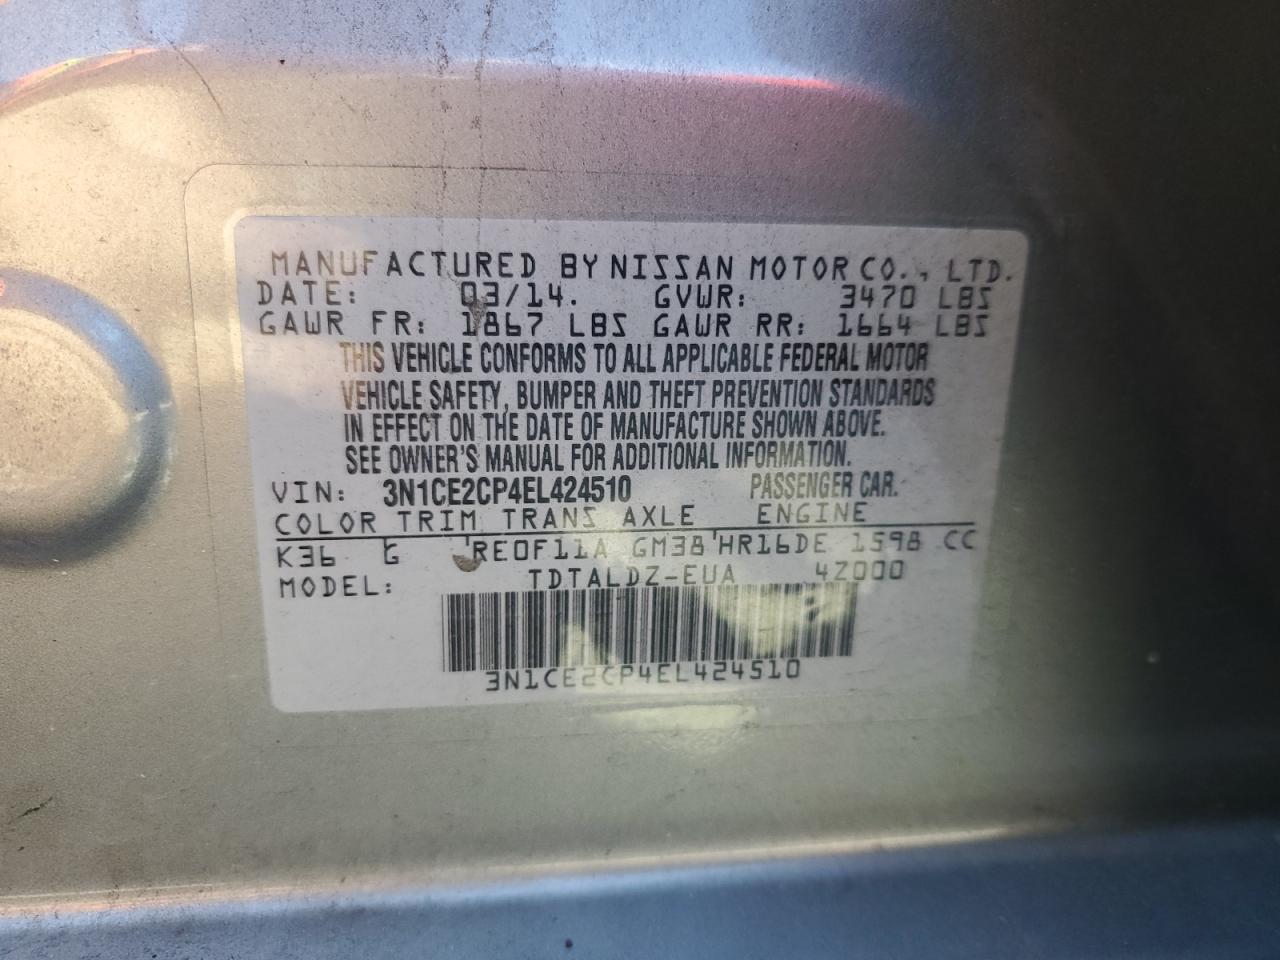 MANUFACTURED BY NISSAN MOTOR CO., LTD.
DATE: 03/14. GVWR: 3470 LBS
GAWR FR: 1867 LBS GAWR RR: 1664 LBS
THIS VEHICLE CONFORMS TO ALL APPLICABLE FEDERAL MOTOR
VEHICLE SAFETY, BUMPER AND THEFT PREVENTION STANDARDS
IN EFFECT ON THE DATE OF MANUFACTURE SHOWN ABOVE.
SEE OWNER'S MANUAL FOR ADDITIONAL INFORMATION.
VIN: 3N1CE2CP4EL424510 PASSENGER CAR.
COLOR TRIM TRANS AXLE ENGINE
K36 G RE0F11A GM38 HR16DE 1598 CC
MODEL: TDTALDZ-EUA 4Z000
3N1CE2CP4EL424510